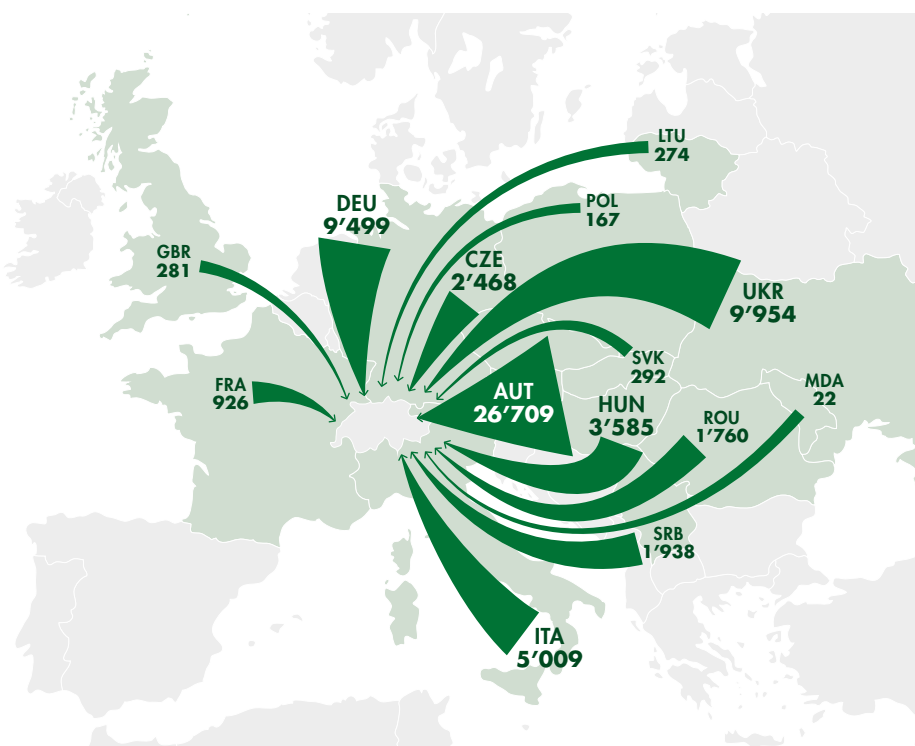 LTU
274
POL
167
DEU
9’499
GBR
281
CZE
2’468
UKR
9’954
SVK
292
FRA
926
AUT
26’709
MDA
22
HUN
3’585
ROU
1’760
SRB
1’938
ITA
5’009